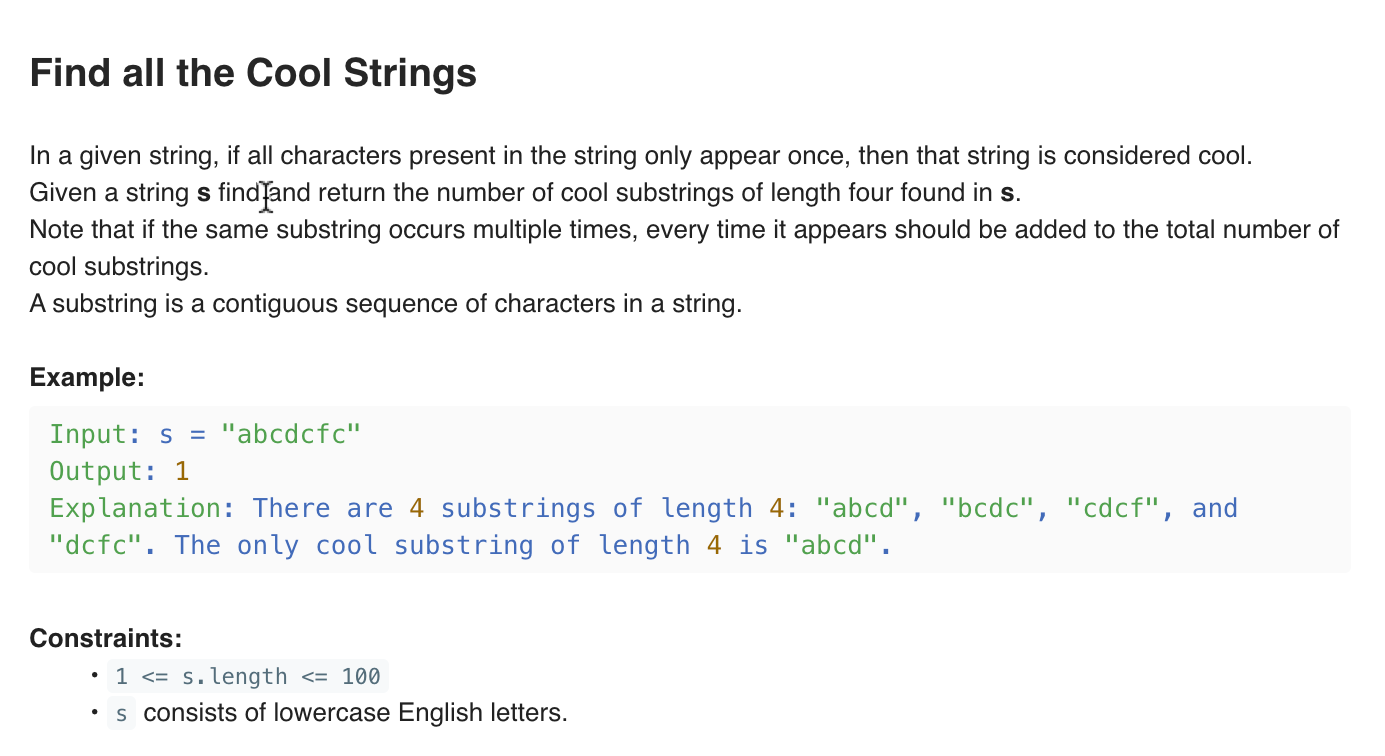 Find all the Cool Strings
In a given string, if all characters present in the string only appear once, then that string is considered cool.
Given a string s find and return the number of cool substrings of length four found in s.
Note that if the same substring occurs multiple times, every time it appears should be added to the total number of
cool substrings.
A substring is a contiguous sequence of characters in a string.
Example:
Input: s = "abcdcfc"
Output: 1
Explanation: There are 4 substrings of length 4: "abcd", "bcdc", "cdcf", and
"dcfc". The only cool substring of length 4 is "abcd".
Constraints:
• 1 <= s.length <= 100
• s consists of lowercase English letters.